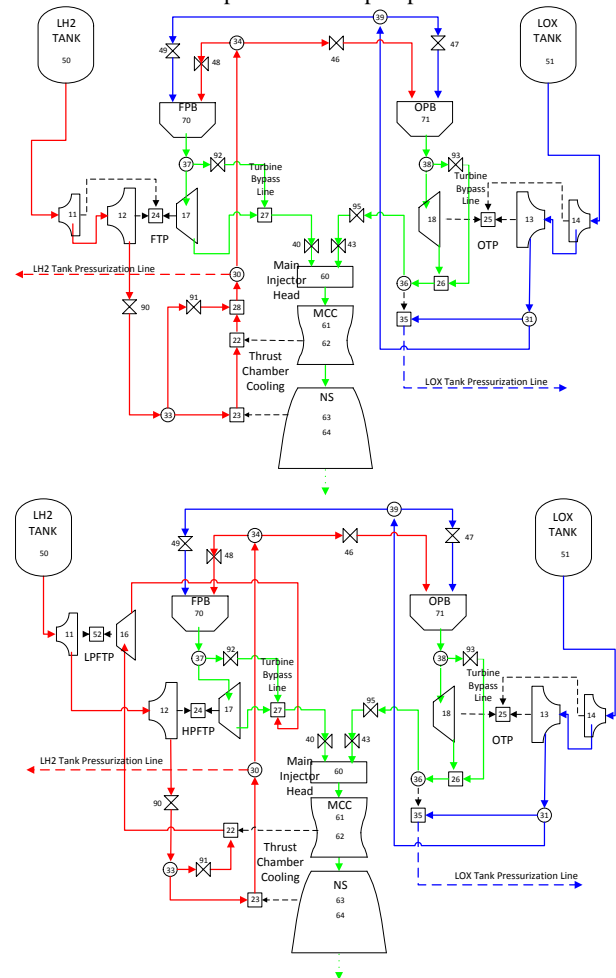 39
LH2
TANK
50
LOX
TANK
51
49
48
34
46
47
FPB
70
OPB
71
37
92
Turbine
Bypass
Line
38
93
Turbine
Bypass
Line
11
12
24
17
FTP
27
95
18
25
13
14
OTP
40
43
LH2 Tank Pressurization Line
30
Main
Injector
Head
60
36
26
90
91
28
MCC
61
62
35
31
22
Thrust
Chamber
Cooling
LOX Tank Pressurization Line
33
23
NS
63
64
39
LH2
TANK
50
LOX
TANK
51
49
48
34
46
47
FPB
70
OPB
71
11
52
16
LPFTP
37
92
Turbine
Bypass
Line
38
93
Turbine
Bypass
Line
12
24
17
27
HPFTP
95
18
25
13
14
OTP
40
43
LH2 Tank Pressurization Line
30
Main
Injector
Head
60
36
26
90
MCC
61
62
35
31
22
91
Thrust
Chamber
Cooling
33
23
NS
63
64
LOX Tank Pressurization Line